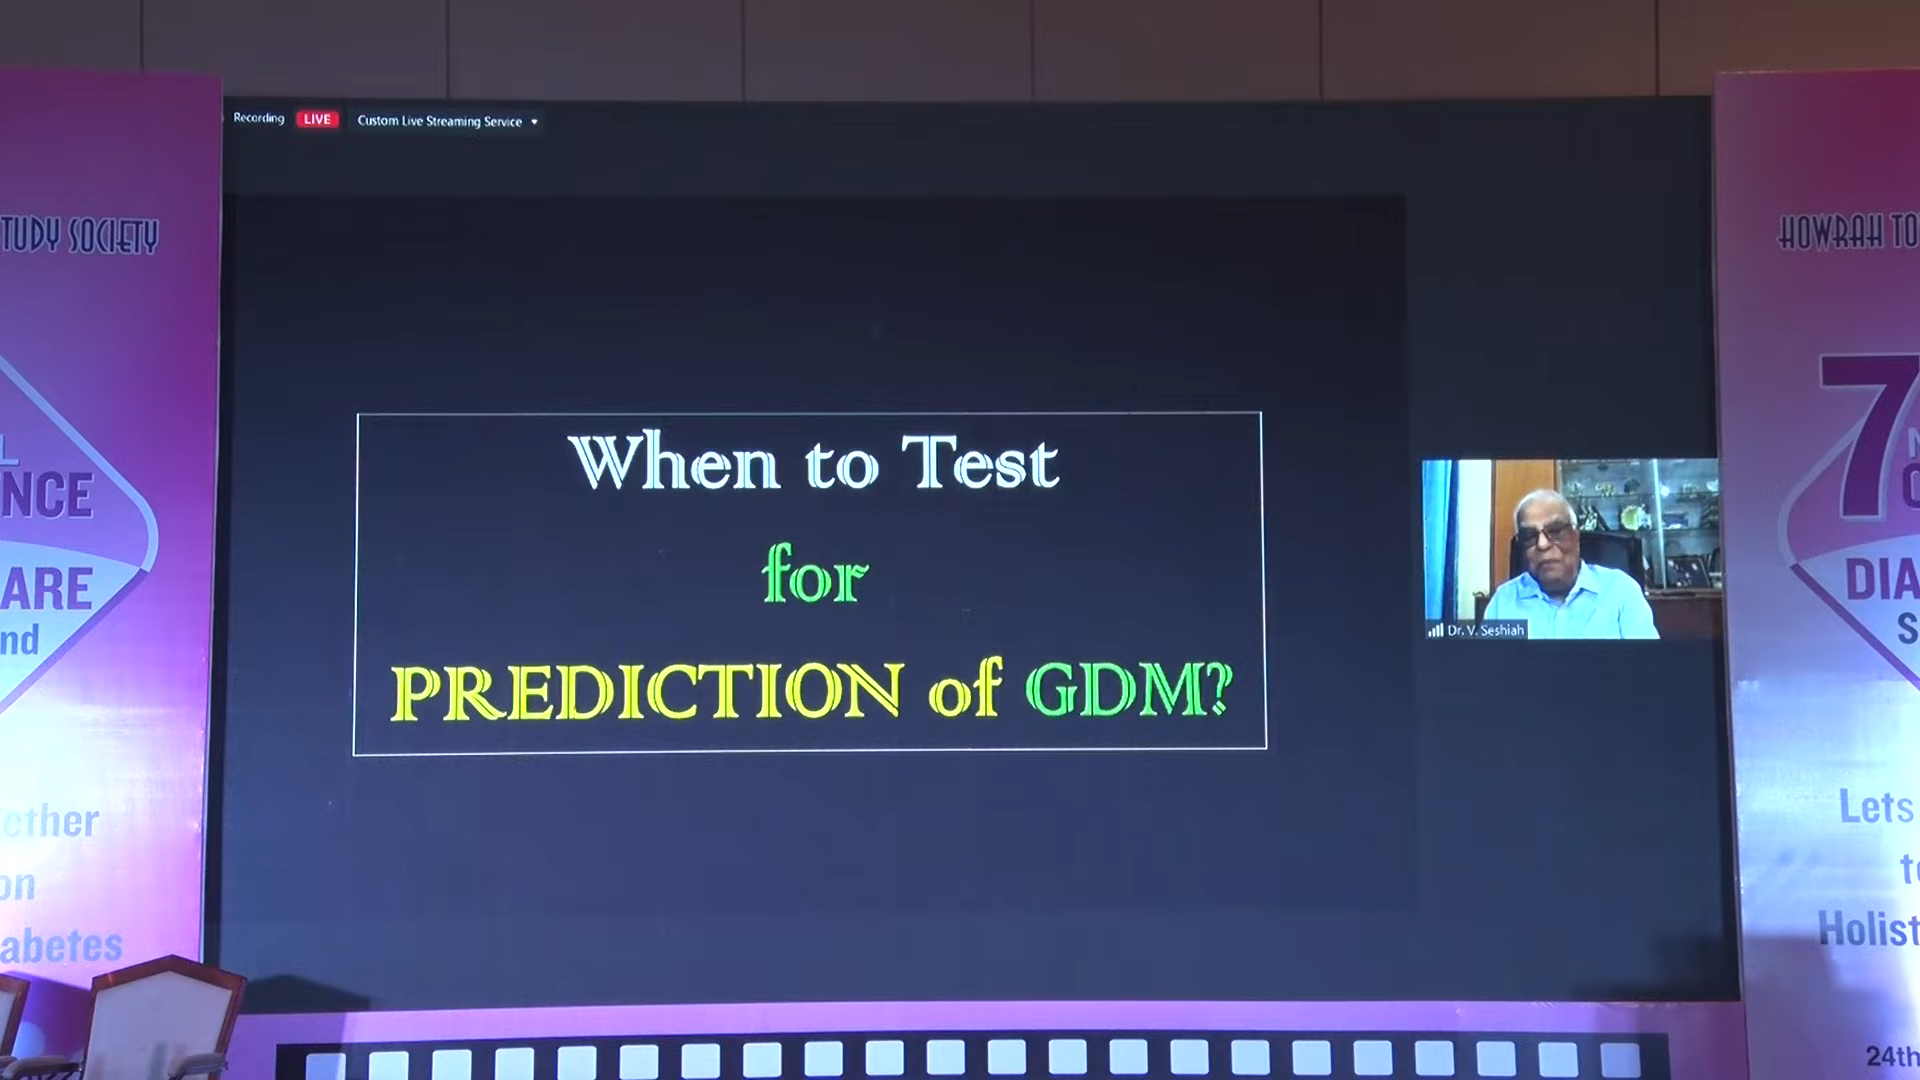 Recording LIVE Custom Live Streaming Service
TUDY SOCIETY
NCE
ARE
nd
ether
on
abetes
When to Test
for
PREDICTION of GDM?
Dr. V. Seshiah
HOWRAH TO
7
DIA
S
Lets
Holist
24th